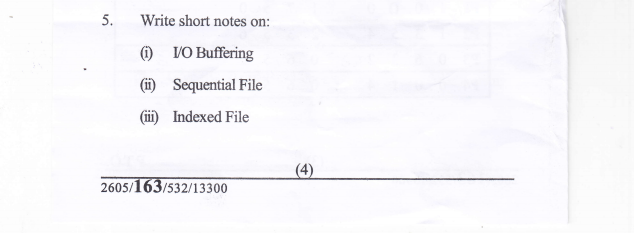 5. Write short notes on:
(i) I/O Buffering
(ii) Sequential File
(iii) Indexed File
(4)
2605/163/532/13300